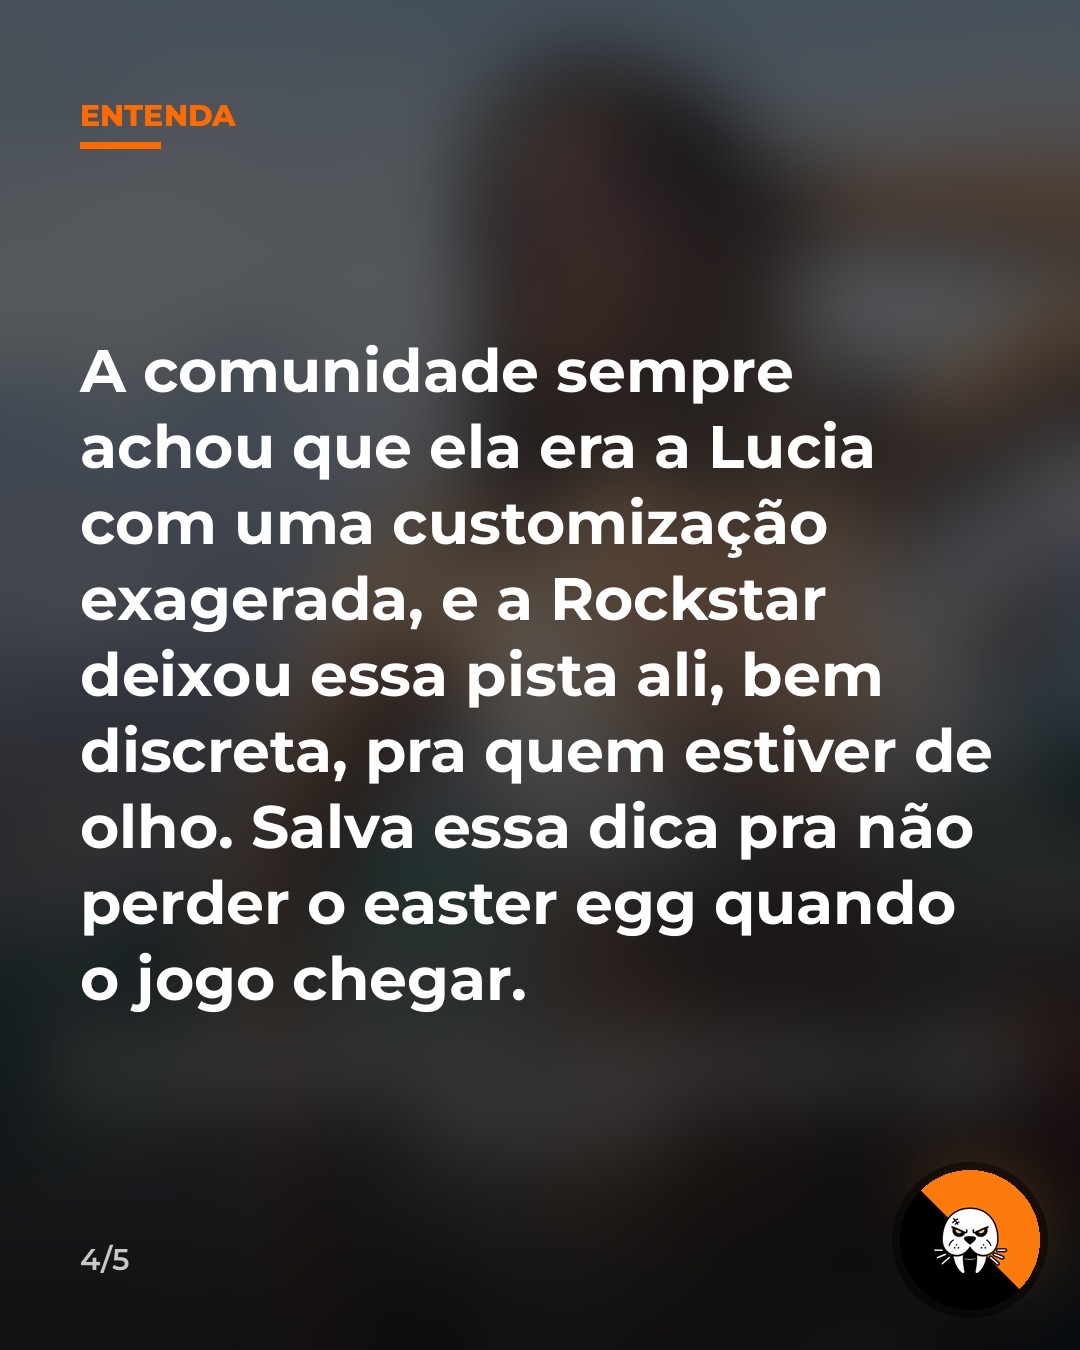 ENTENDA
A comunidade sempre
achou que ela era a Lucia
com uma customização
exagerada, e a Rockstar
deixou essa pista ali, bem
discreta, pra quem estiver de
olho. Salva essa dica pra não
perder o easter egg quando
o jogo chegar.
4/5